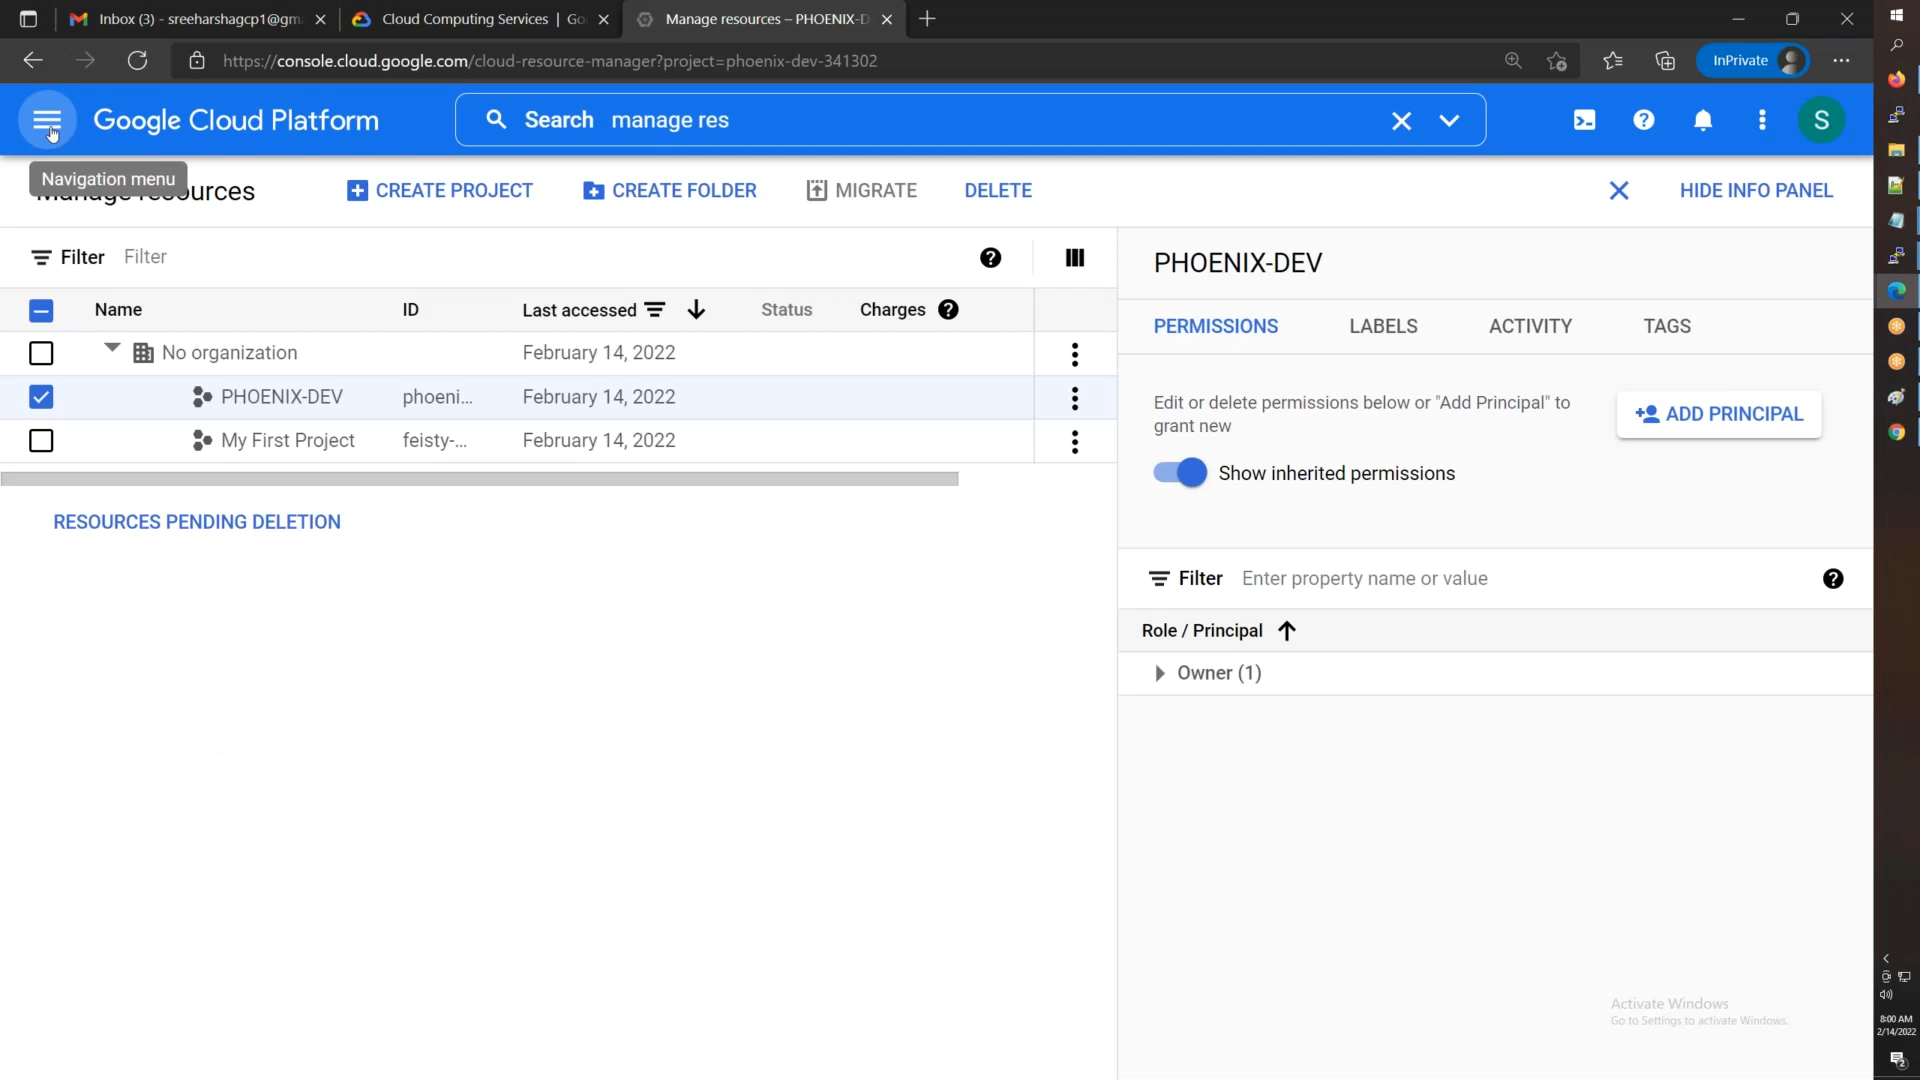 Inbox (3) - sreeharshagcp1@gm
Cloud Computing Services | Go
Manage resources – PHOENIX-D
https://console.cloud.google.com/cloud-resource-manager?project=phoenix-dev-341302
InPrivate
Google Cloud Platform
Search manage res
S
Navigation menu
Manage resources
CREATE PROJECT
CREATE FOLDER
MIGRATE
DELETE
HIDE INFO PANEL
Filter Filter
Name ID Last accessed Status Charges
No organization February 14, 2022
PHOENIX-DEV phoeni... February 14, 2022
My First Project feisty-... February 14, 2022
RESOURCES PENDING DELETION
PHOENIX-DEV
PERMISSIONS LABELS ACTIVITY TAGS
Edit or delete permissions below or "Add Principal" to
grant new
ADD PRINCIPAL
Show inherited permissions
Filter Enter property name or value
Role / Principal
Owner (1)
Activate Windows
Go to Settings to activate Windows.
8:00 AM
2/14/2022
2